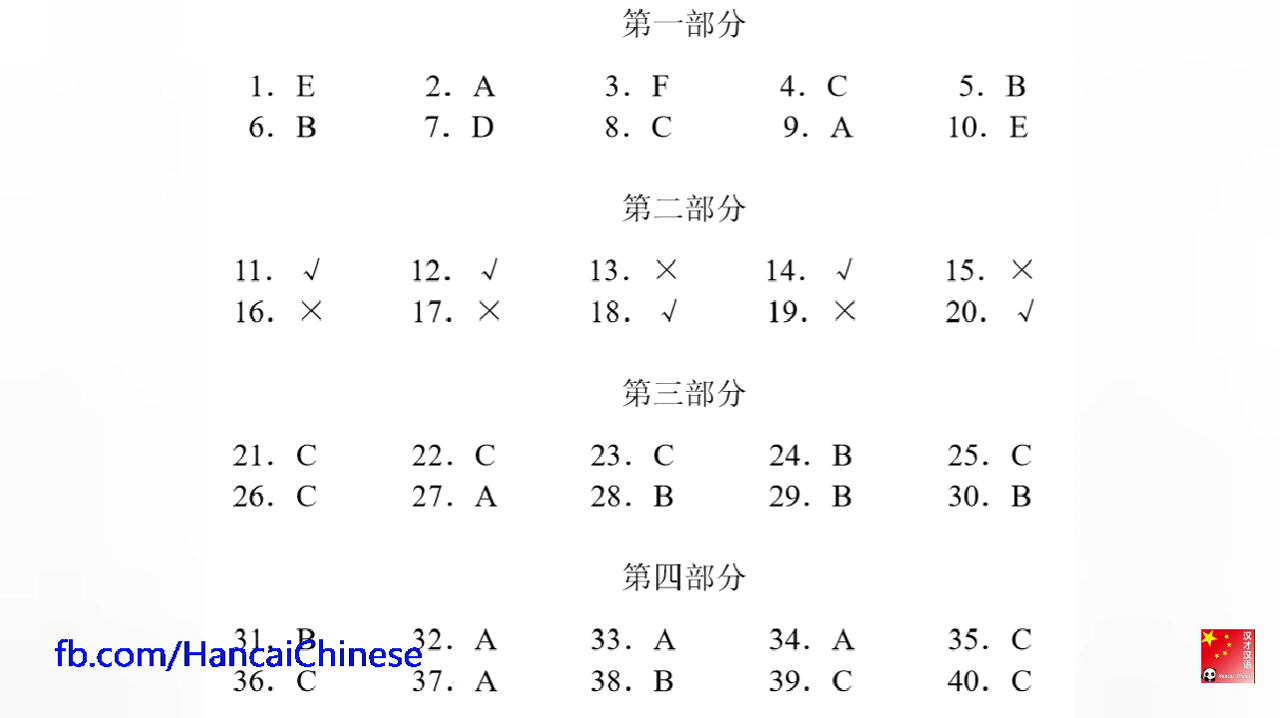 第一部分
1. E 2. A 3. F 4. C 5. B
6. B 7. D 8. C 9. A 10. E
第二部分
11. √ 12. √ 13. × 14. √ 15. ×
16. × 17. × 18. √ 19. × 20. √
第三部分
21. C 22. C 23. C 24. B 25. C
26. C 27. A 28. B 29. B 30. B
第四部分
31. B 32. A 33. A 34. A 35. C
fb.com/HancaiChinese
36. C 37. A 38. B 39. C 40. C
汉才汉语
Hancai Chinese